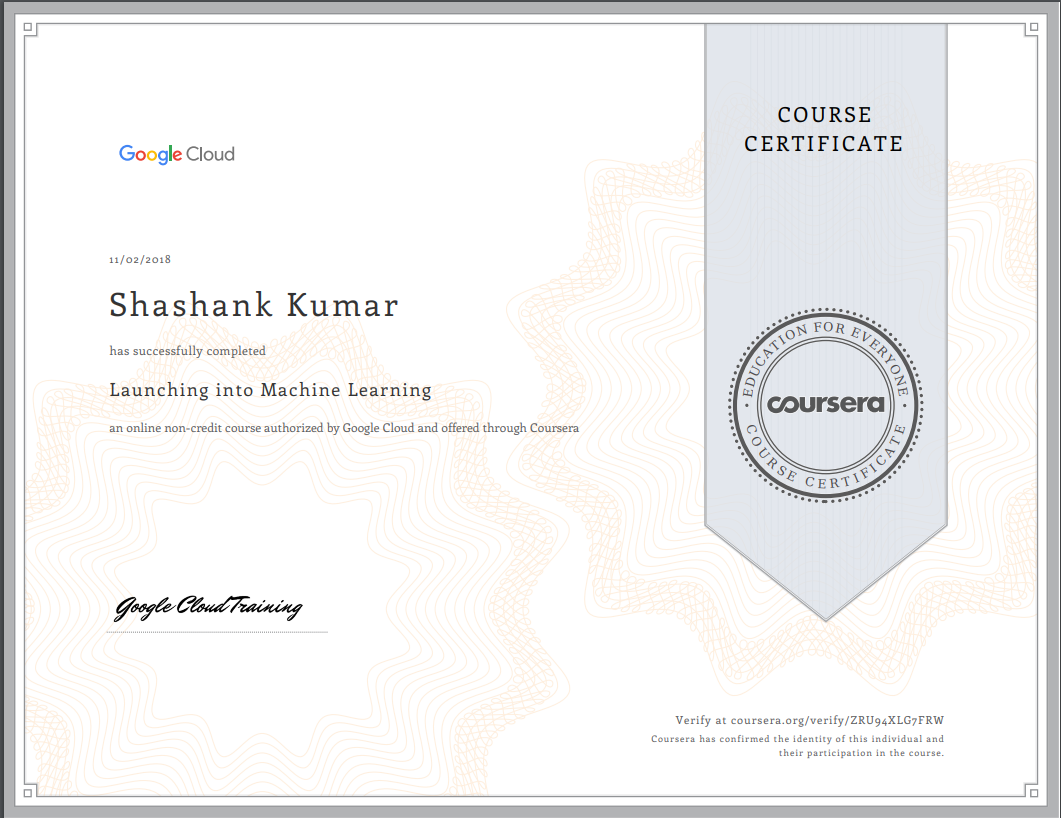 COURSE
CERTIFICATE
Google Cloud
11/02/2018
Shashank Kumar
has successfully completed
Launching into Machine Learning
an online non-credit course authorized by Google Cloud and offered through Coursera
EDUCATION FOR EVERYONE
coursera
COURSE CERTIFICATE
Google Cloud Training
Verify at coursera.org/verify/ZRU94XLG7FRW
Coursera has confirmed the identity of this individual and
their participation in the course.